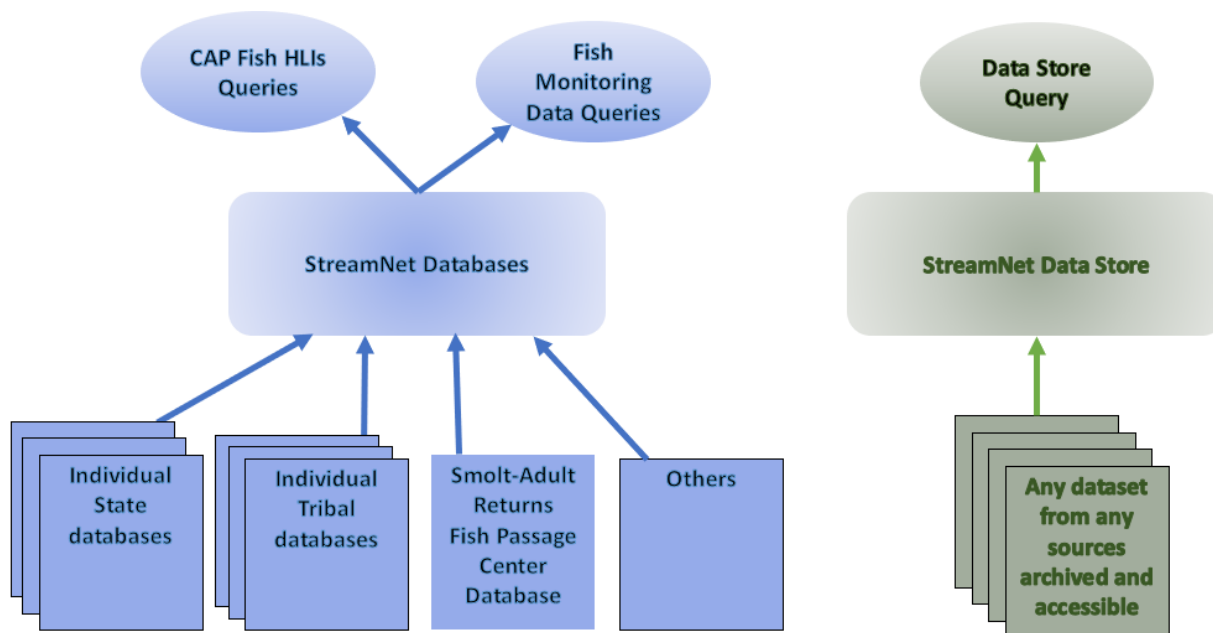 CAP Fish HLIs
Queries
Fish
Monitoring
Data Queries
Data Store
Query
StreamNet Databases
StreamNet Data Store
Individual
State
databases
Individual
Tribal
databases
Smolt-Adult
Returns
Fish Passage
Center
Database
Others
Any dataset
from any
sources
archived and
accessible